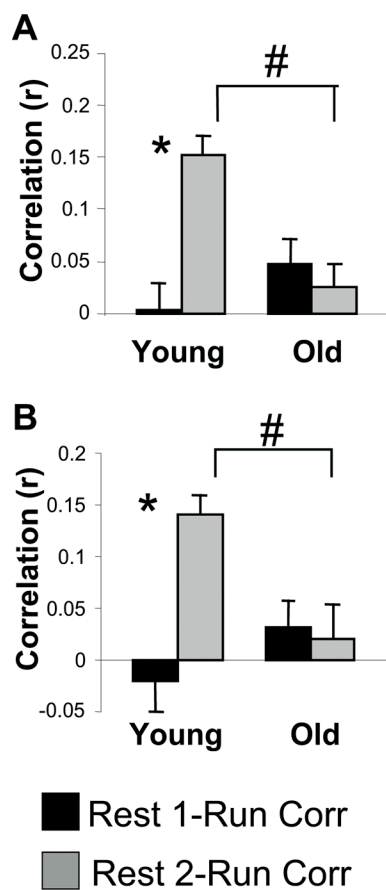 A
Correlation (r)
0.25
0.2
0.15
0.1
0.05
0
*
#
Young Old
B
Correlation (r)
0.2
0.15
0.1
0.05
0
-0.05
*
#
Young Old
Rest 1-Run Corr
Rest 2-Run Corr